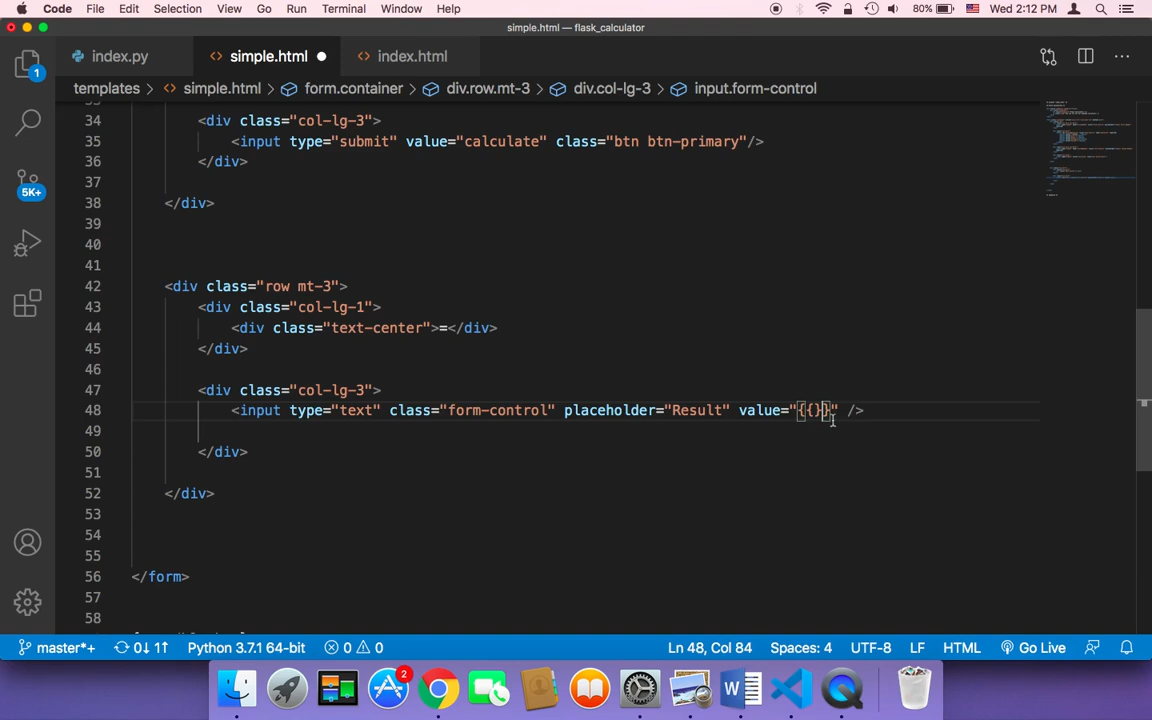 Code File Edit Selection View Go Run Terminal Window Help 80% Wed 2:12 PM
simple.html — flask_calculator
index.py simple.html index.html
templates simple.html form.container div.row.mt-3 div.col-lg-3 input.form-control
34 <div class="col-lg-3">
35 <input type="submit" value="calculate" class="btn btn-primary"/>
36 </div>
37
38 </div>
39
40
41
42 <div class="row mt-3">
43 <div class="col-lg-1">
44 <div class="text-center">=</div>
45 </div>
46
47 <div class="col-lg-3">
48 <input type="text" class="form-control" placeholder="Result" value="{{}}" />
49
50 </div>
51
52 </div>
53
54
55
56 </form>
57
58
1
5K+
master*+ 0↓ 1↑ Python 3.7.1 64-bit 0 0 Ln 48, Col 84 Spaces: 4 UTF-8 LF HTML Go Live
2